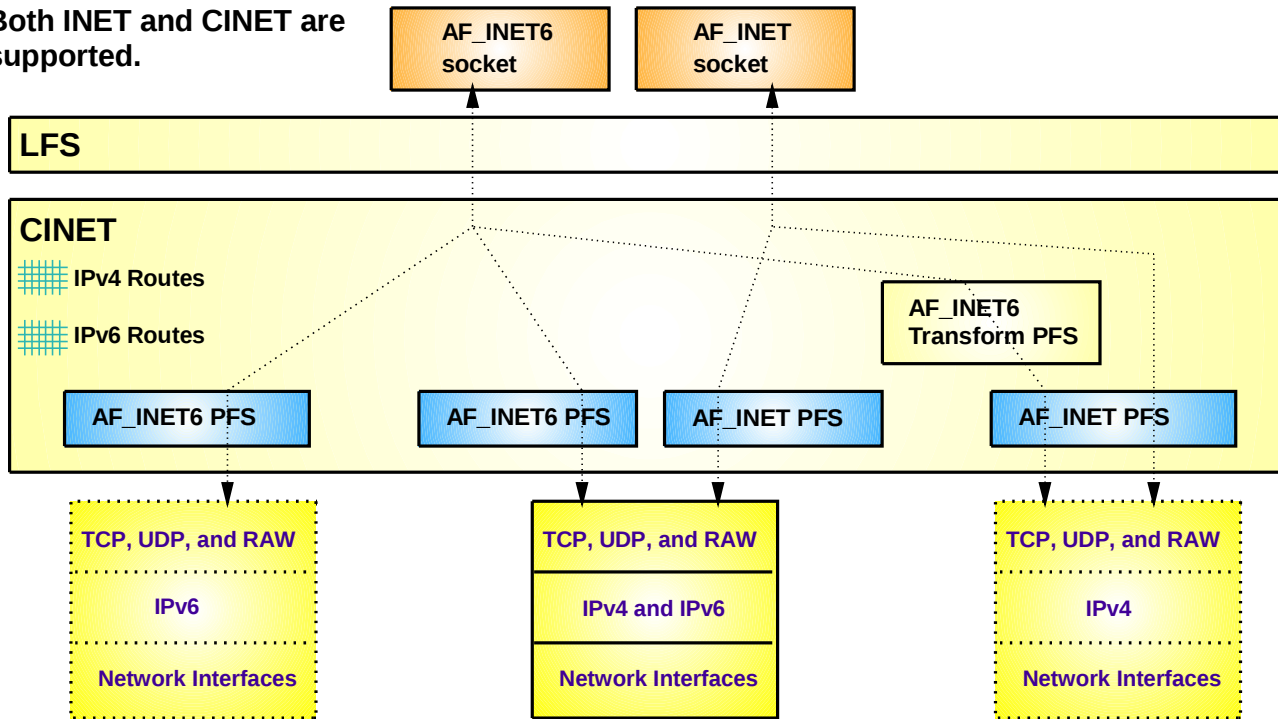 Both INET and CINET are
supported.
AF_INET6
socket
AF_INET
socket
LFS
CINET
IPv4 Routes
IPv6 Routes
AF_INET6
Transform PFS
AF_INET6 PFS
AF_INET6 PFS
AF_INET PFS
AF_INET PFS
TCP, UDP, and RAW
IPv6
Network Interfaces
TCP, UDP, and RAW
IPv4 and IPv6
Network Interfaces
TCP, UDP, and RAW
IPv4
Network Interfaces